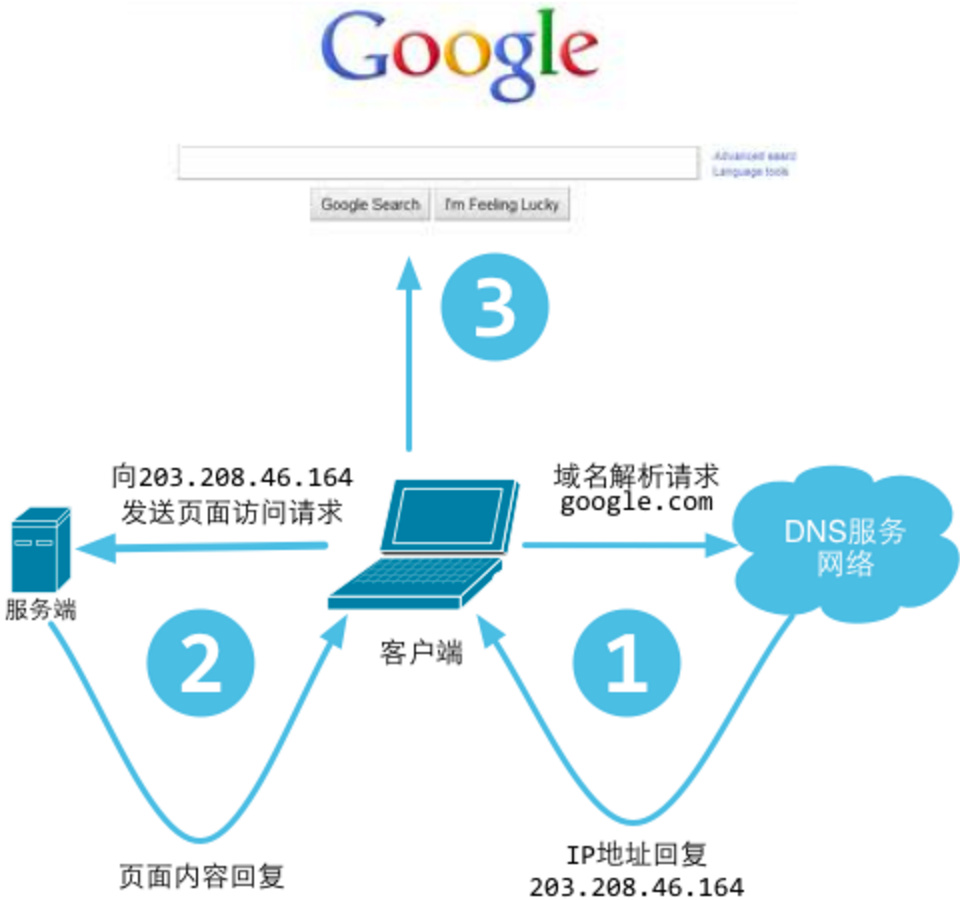 Google
Advanced searc
Language tools
Google Search
I'm Feeling Lucky
3
向203.208.46.164
发送页面访问请求
域名解析请求
google.com
DNS服务
网络
服务端
客户端
2
1
页面内容回复
IP地址回复
203.208.46.164